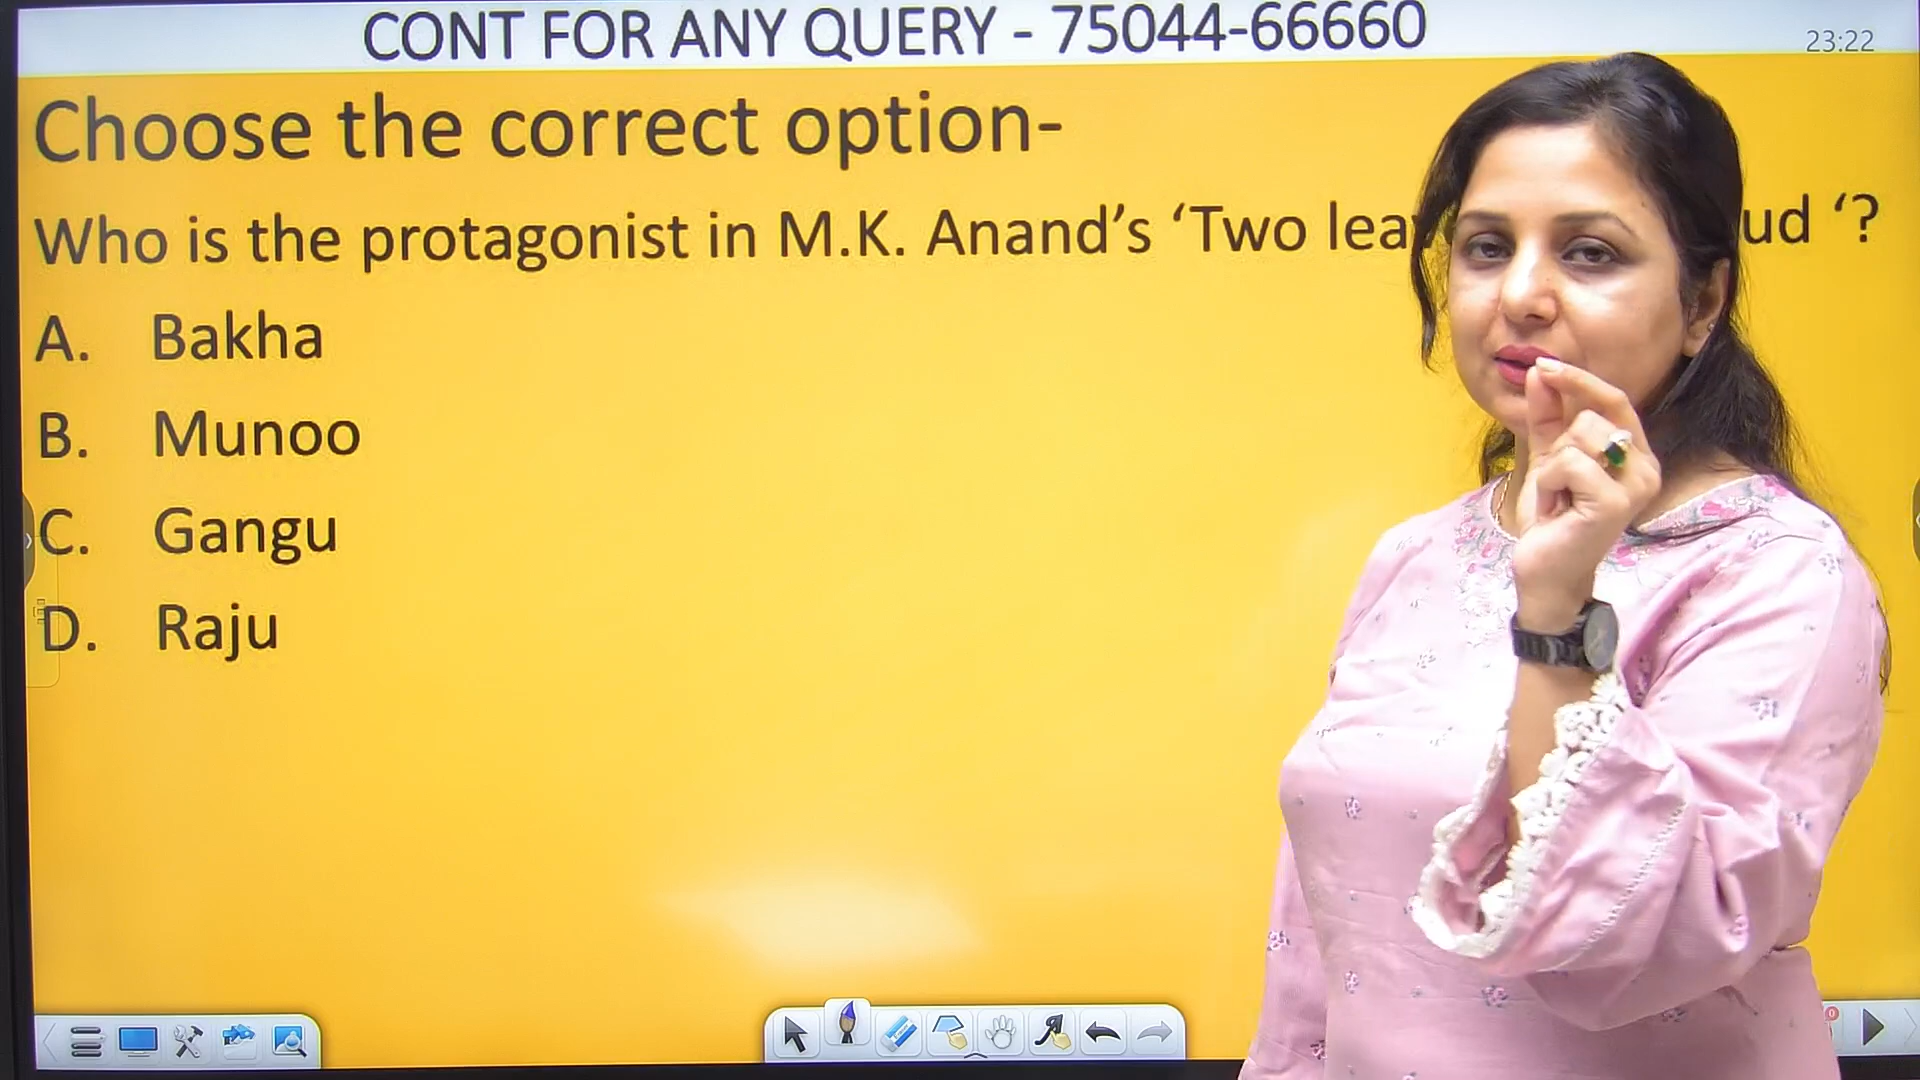 CONT FOR ANY QUERY - 75044-66660
23:22
Choose the correct option-
Who is the protagonist in M.K. Anand’s ‘Two lea ud ‘?
A. Bakha
B. Munoo
C. Gangu
D. Raju